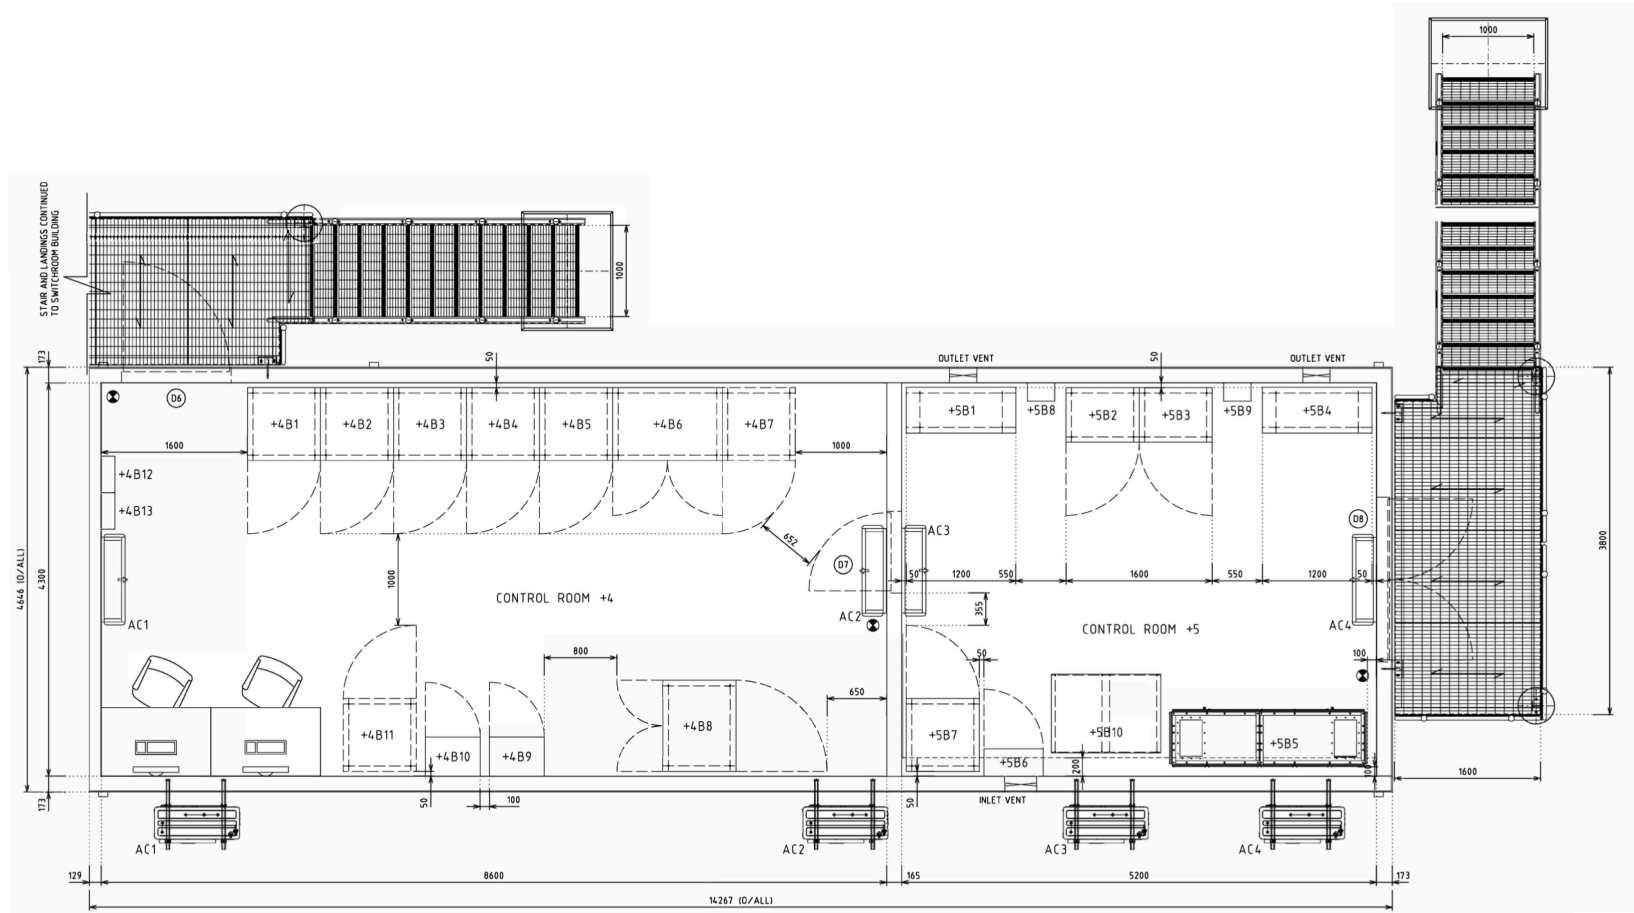 1000
STAIR AND LANDINGS CONTINUED
TO SWITCHROOM BUILDING
1000
173
50
OUTLET VENT
50
OUTLET VENT
D6
+4B1
+4B2
+4B3
+4B4
+4B5
+4B6
+4B7
+5B1
+5B8
+5B2
+5B3
+5B9
+5B4
1600
1000
+4B12
+4B13
652
D7
D8
AC3
4646 (O/ALL)
4300
1000
50
1200
550
1600
550
1200
50
3800
CONTROL ROOM +4
355
AC1
AC2
CONTROL ROOM +5
AC4
800
50
100
650
+4B11
+4B10
+4B9
+4B8
+5B7
+5B6
+5B10
+5B5
200
100
1600
173
50
100
50
INLET VENT
AC1
AC2
AC3
AC4
129
8600
165
5200
173
14267 (O/ALL)